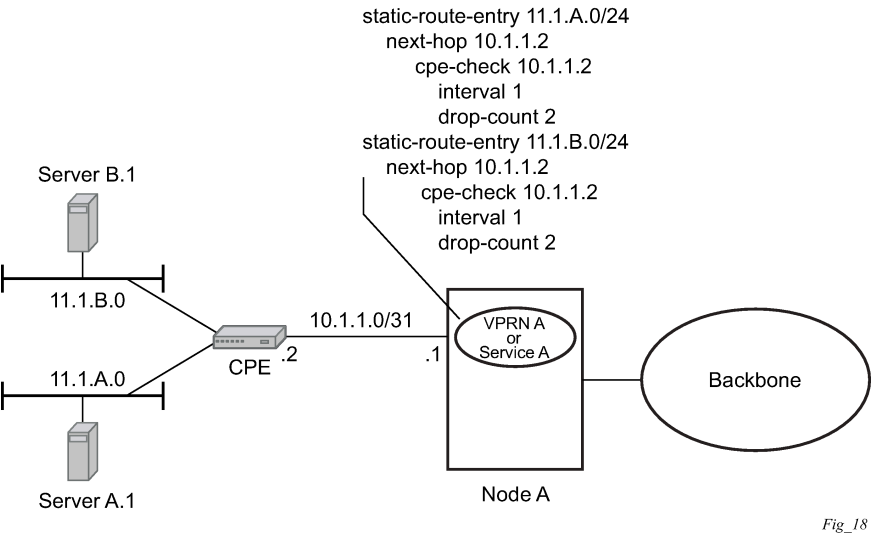 static-route-entry 11.1.A.0/24
next-hop 10.1.1.2
cpe-check 10.1.1.2
interval 1
drop-count 2
static-route-entry 11.1.B.0/24
next-hop 10.1.1.2
cpe-check 10.1.1.2
interval 1
drop-count 2
Server B.1
11.1.B.0
10.1.1.0/31
VPRN A
or
Service A
.2
.1
CPE
11.1.A.0
Backbone
Server A.1
Node A
Fig_18